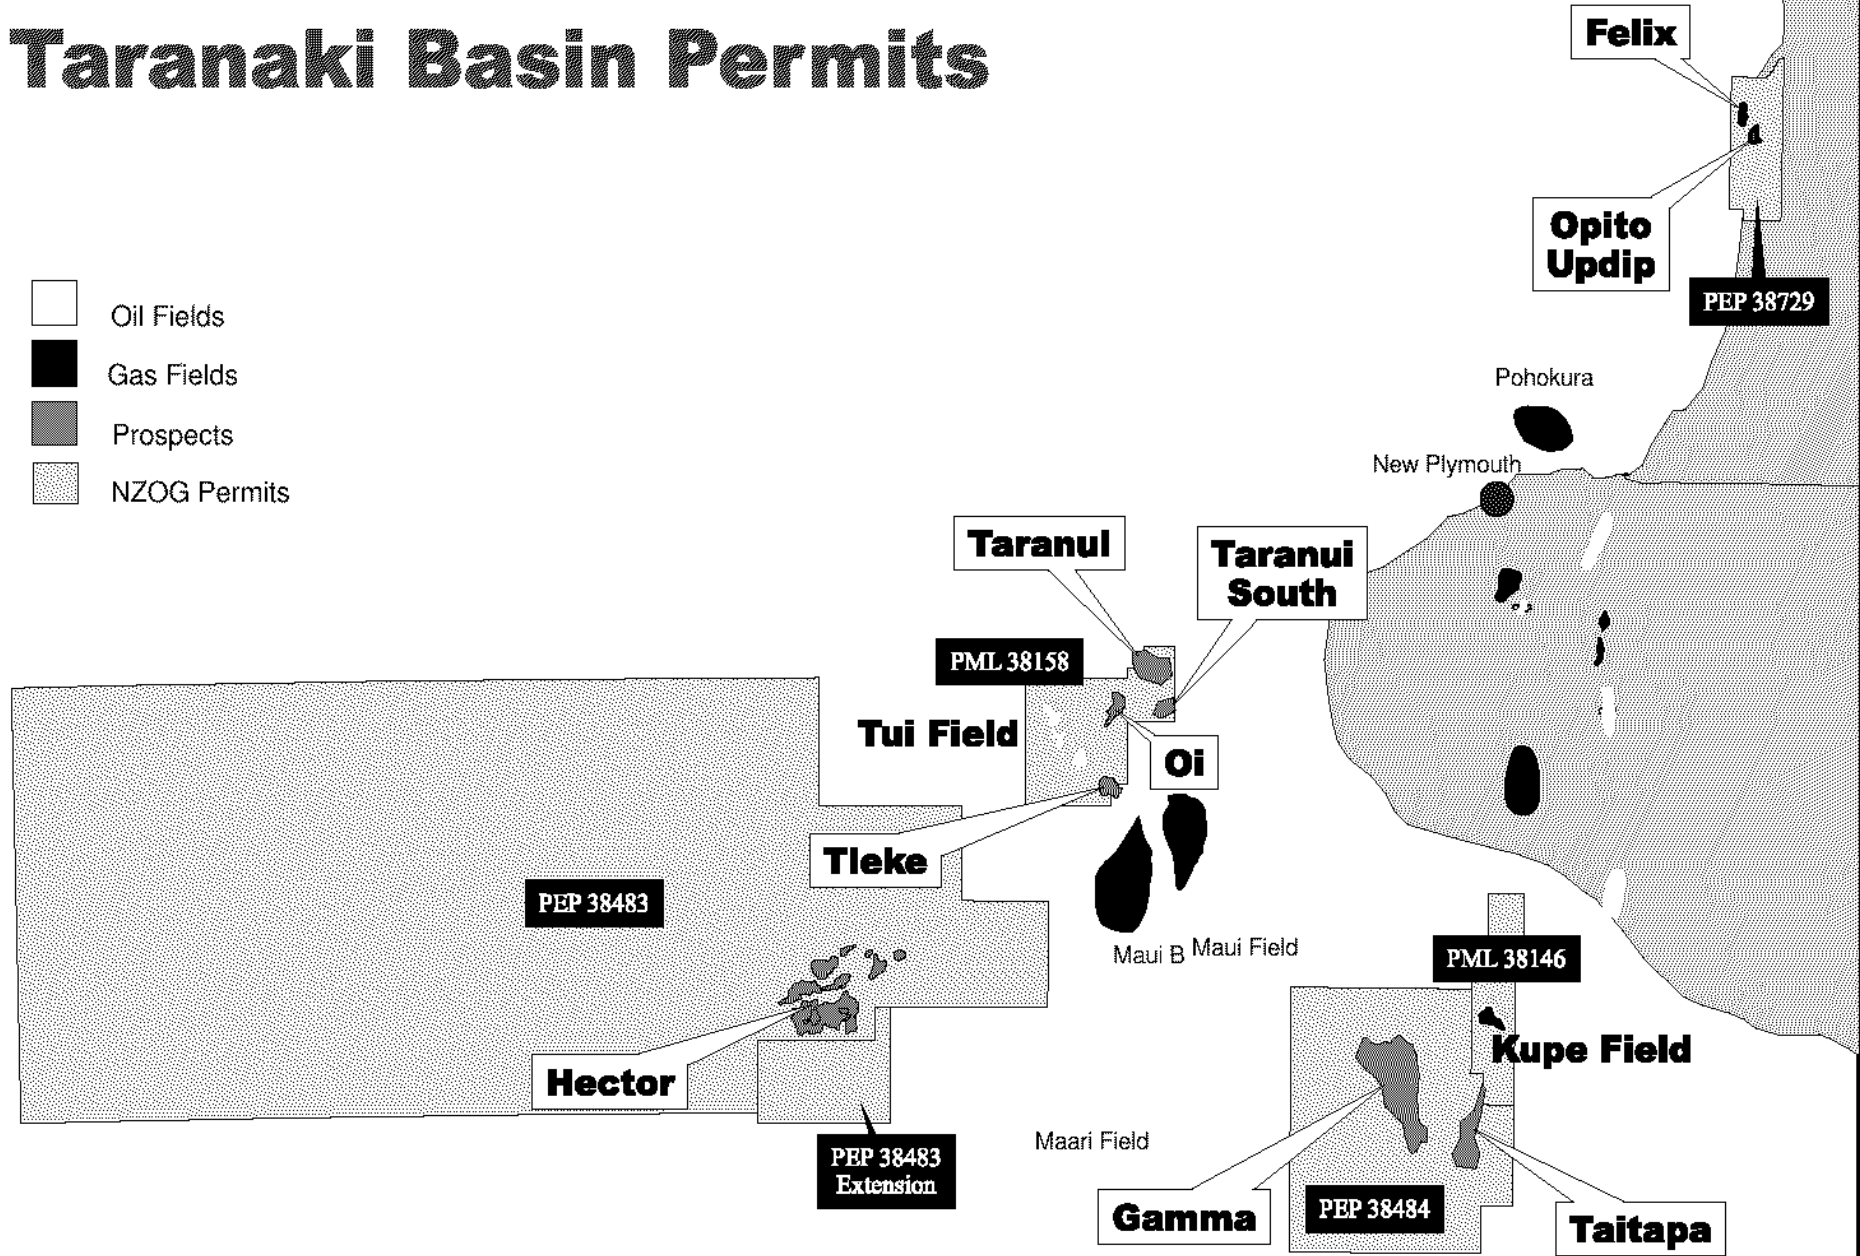 Taranaki Basin Permits
Felix
Opito
Updip
PEP 38729
Oil Fields
Gas Fields
Prospects
NZOG Permits
Pohokura
New Plymouth
Taranul
Taranui
South
PML 38158
Tui Field
Oi
Tleke
PEP 38483
Maui B
Maui Field
PML 38146
Kupe Field
Hector
Maari Field
PEP 38483
Extension
Gamma
PEP 38484
Taitapa